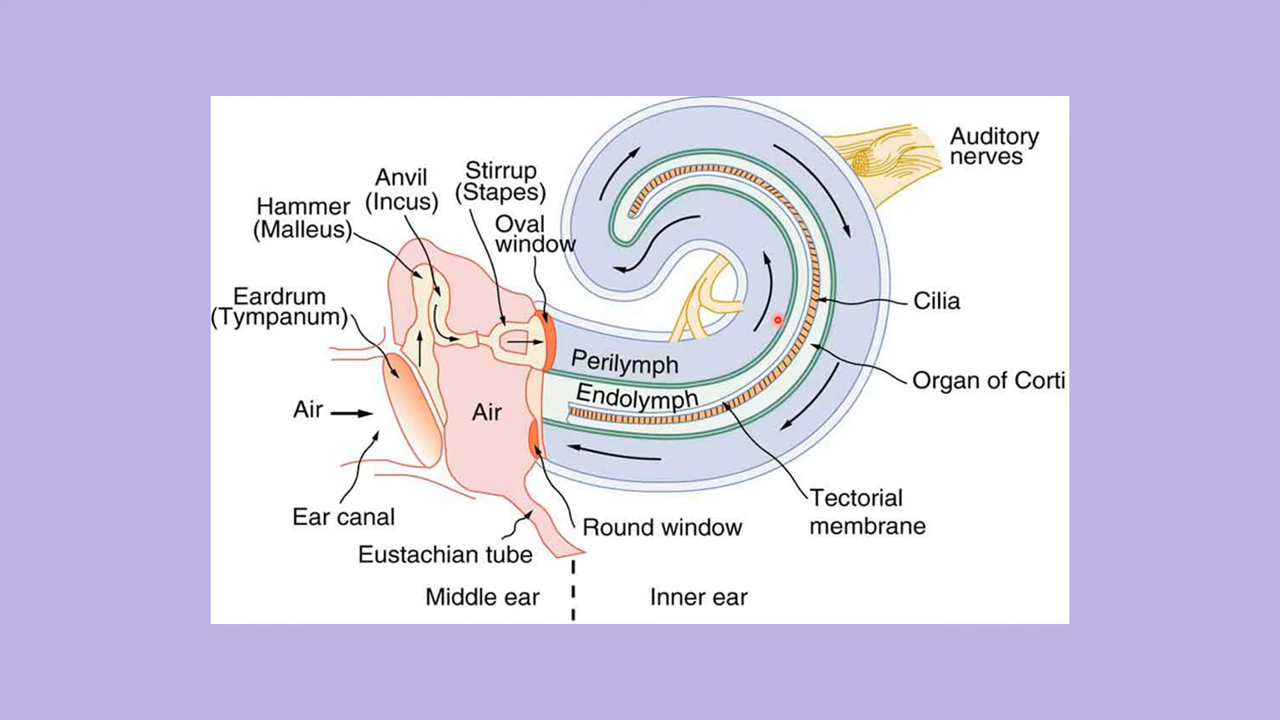 Auditory
nerves
Stirrup
(Stapes)
Anvil
(Incus)
Hammer
(Malleus)
Oval
window
Eardrum
(Tympanum)
Cilia
Perilymph
Organ of Corti
Endolymph
Air
Air
Tectorial
membrane
Ear canal
Round window
Eustachian tube
Middle ear
Inner ear